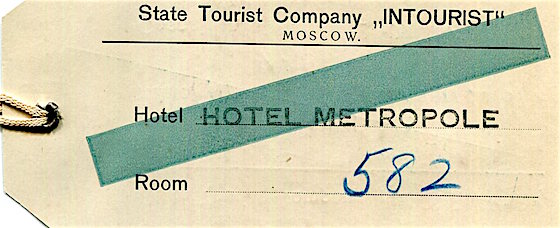 State Tourist Company „INTOURIST“
MOSCOW.
Hotel HOTEL METROPOLE
Room 582